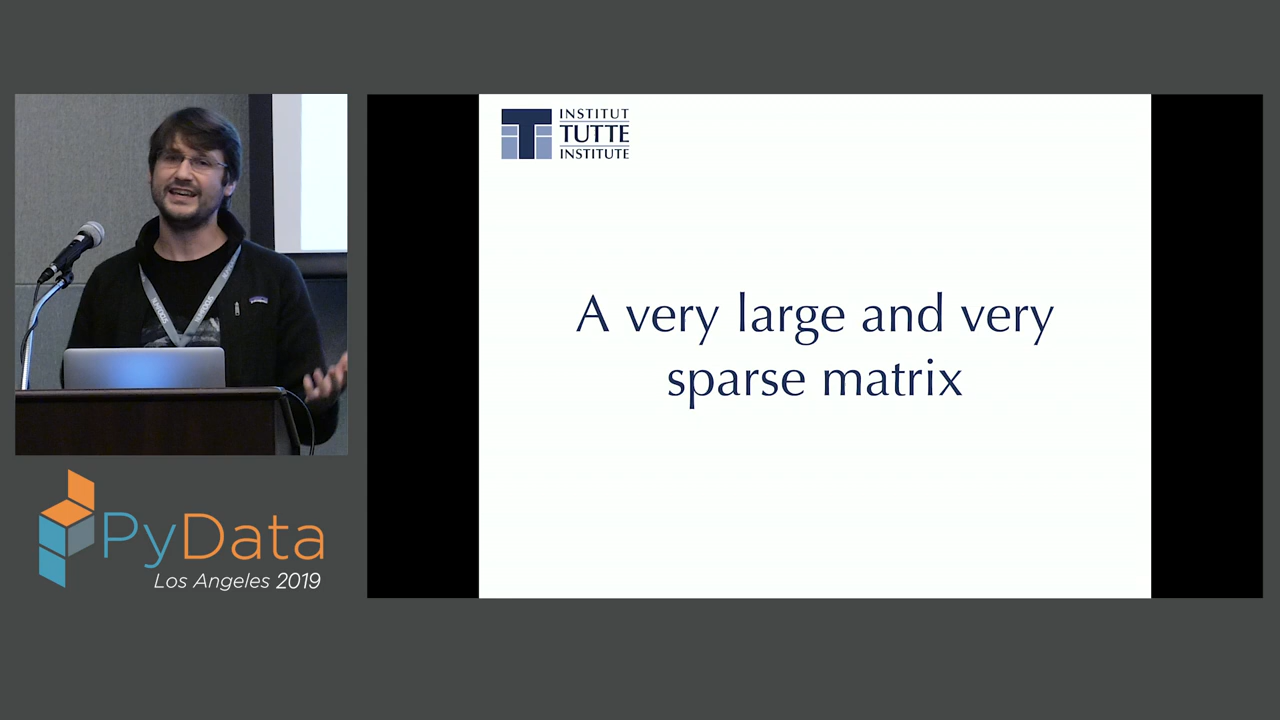 INSTITUT
TUTTE
INSTITUTE
A very large and very
sparse matrix
PyData
Los Angeles 2019